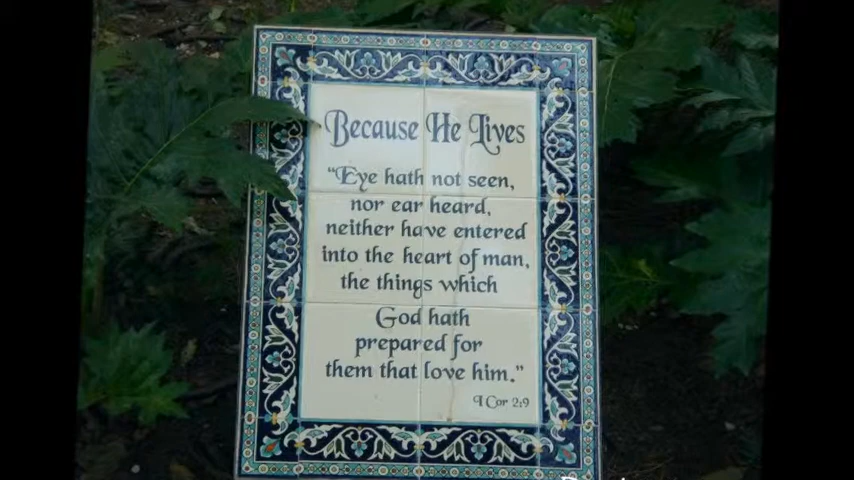 Because He Lives
"Eye hath not seen,
nor ear heard,
neither have entered
into the heart of man,
the things which
God hath
prepared for
them that love him."
I Cor 2:9